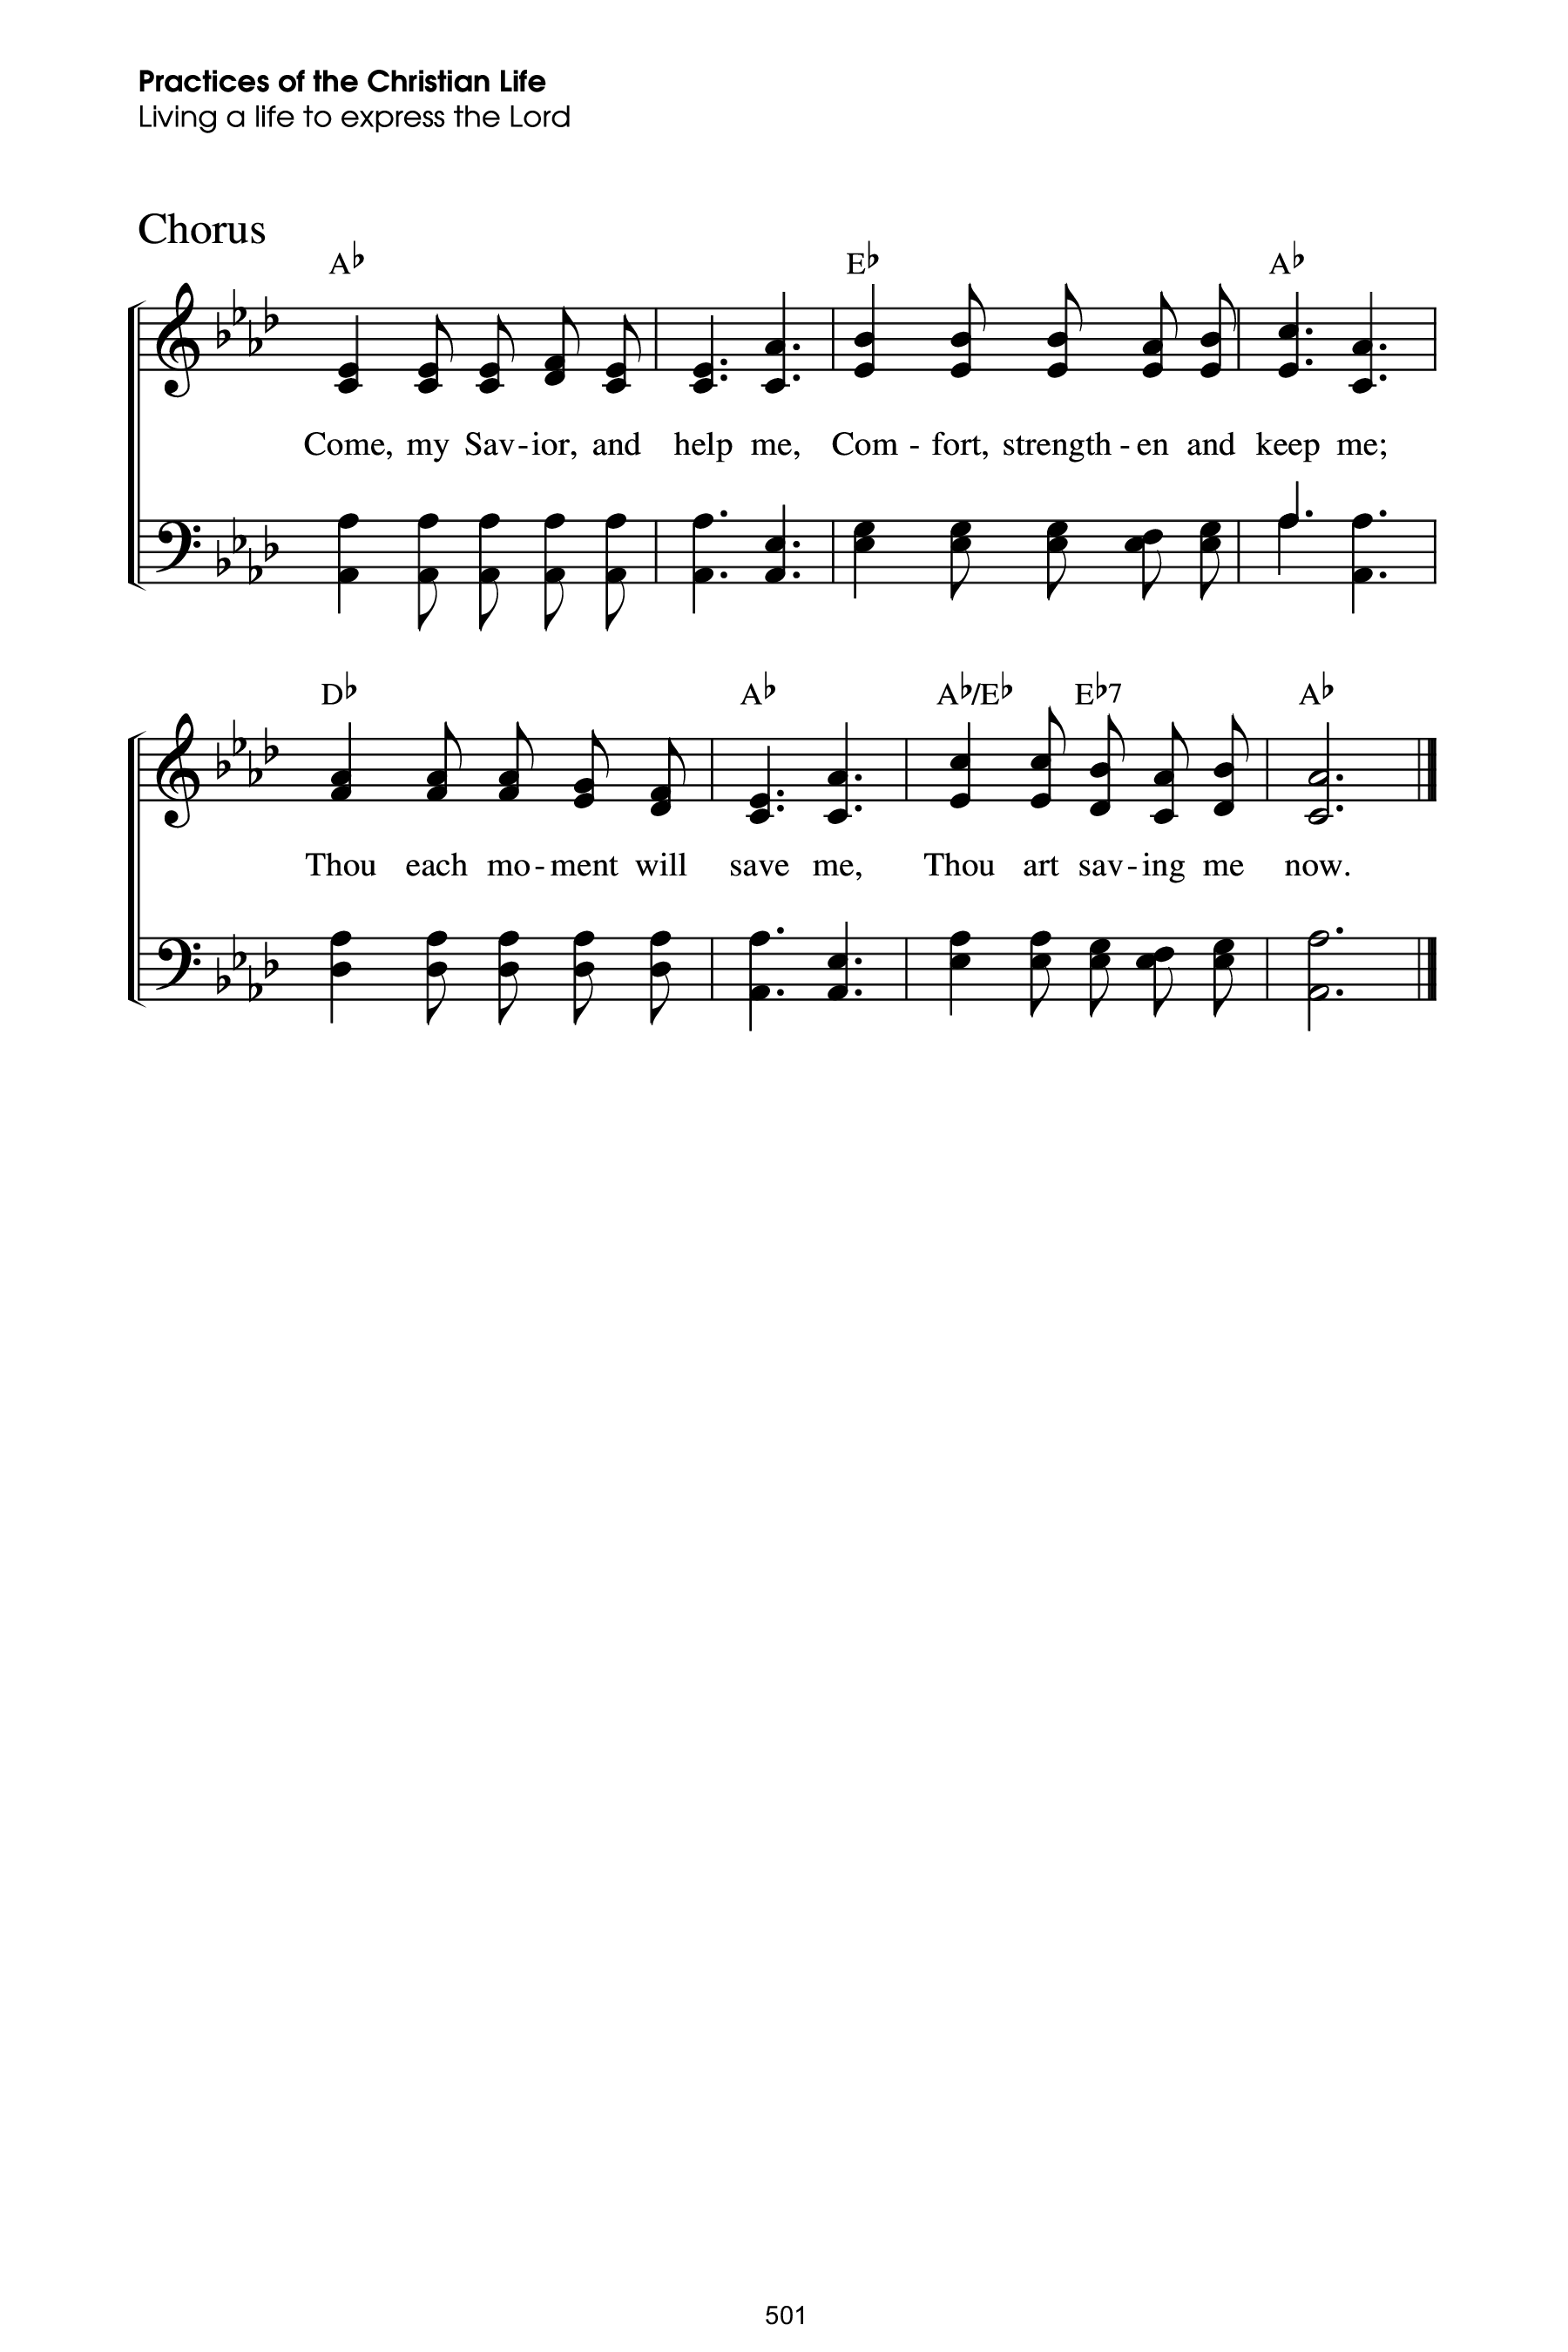 Practices of the Christian Life
Living a life to express the Lord
Chorus
A♭ E♭ A♭
Come, my Sav-ior, and help me, Com - fort, strength - en and keep me;
D♭ A♭ A♭/E♭ E♭7 A♭
Thou each mo-ment will save me, Thou art sav-ing me now.
501